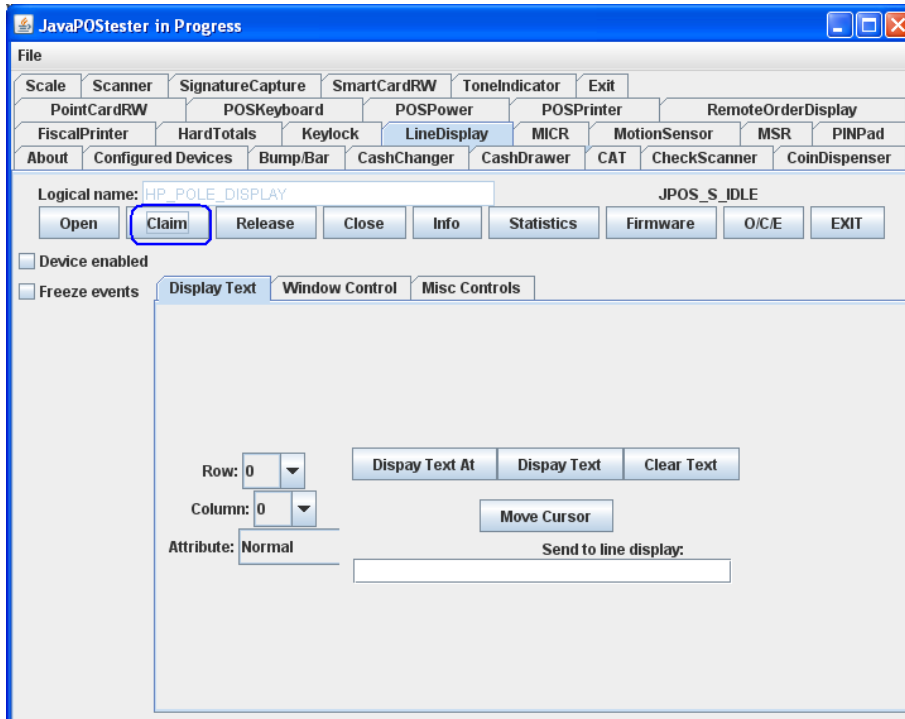 JavaPOStester in Progress
File
Scale Scanner SignatureCapture SmartCardRW ToneIndicator Exit
PointCardRW POSKeyboard POSPower POSPrinter RemoteOrderDisplay
FiscalPrinter HardTotals Keylock LineDisplay MICR MotionSensor MSR PINPad
About Configured Devices Bump/Bar CashChanger CashDrawer CAT CheckScanner CoinDispenser
Logical name: HP_POLE_DISPLAY JPOS_S_IDLE
Open Claim Release Close Info Statistics Firmware O/C/E EXIT
Device enabled
Freeze events Display Text Window Control Misc Controls
Row: 0 Dispay Text At Dispay Text Clear Text
Column: 0
Move Cursor
Attribute: Normal
Send to line display: